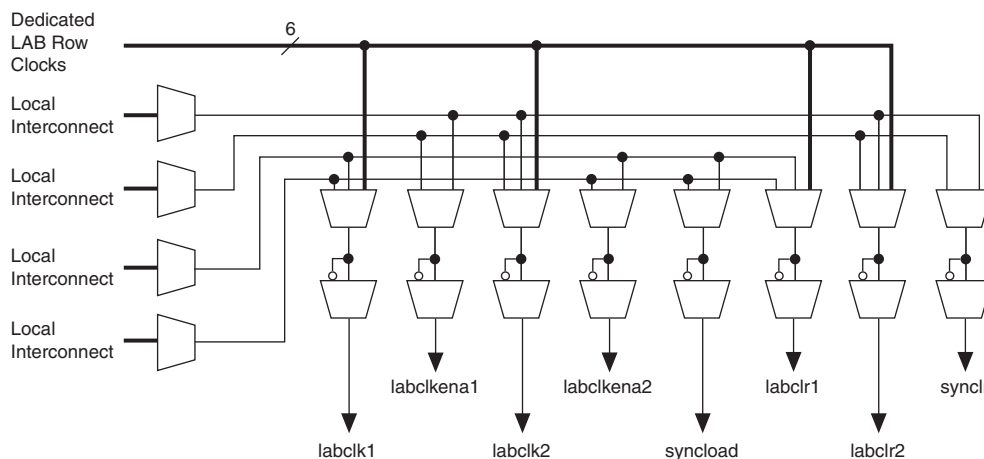 Dedicated
LAB Row
Clocks
6
Local
Interconnect
Local
Interconnect
Local
Interconnect
Local
Interconnect
labclkena1
labclkena2
labclr1
syncl
labclk1
labclk2
syncload
labclr2